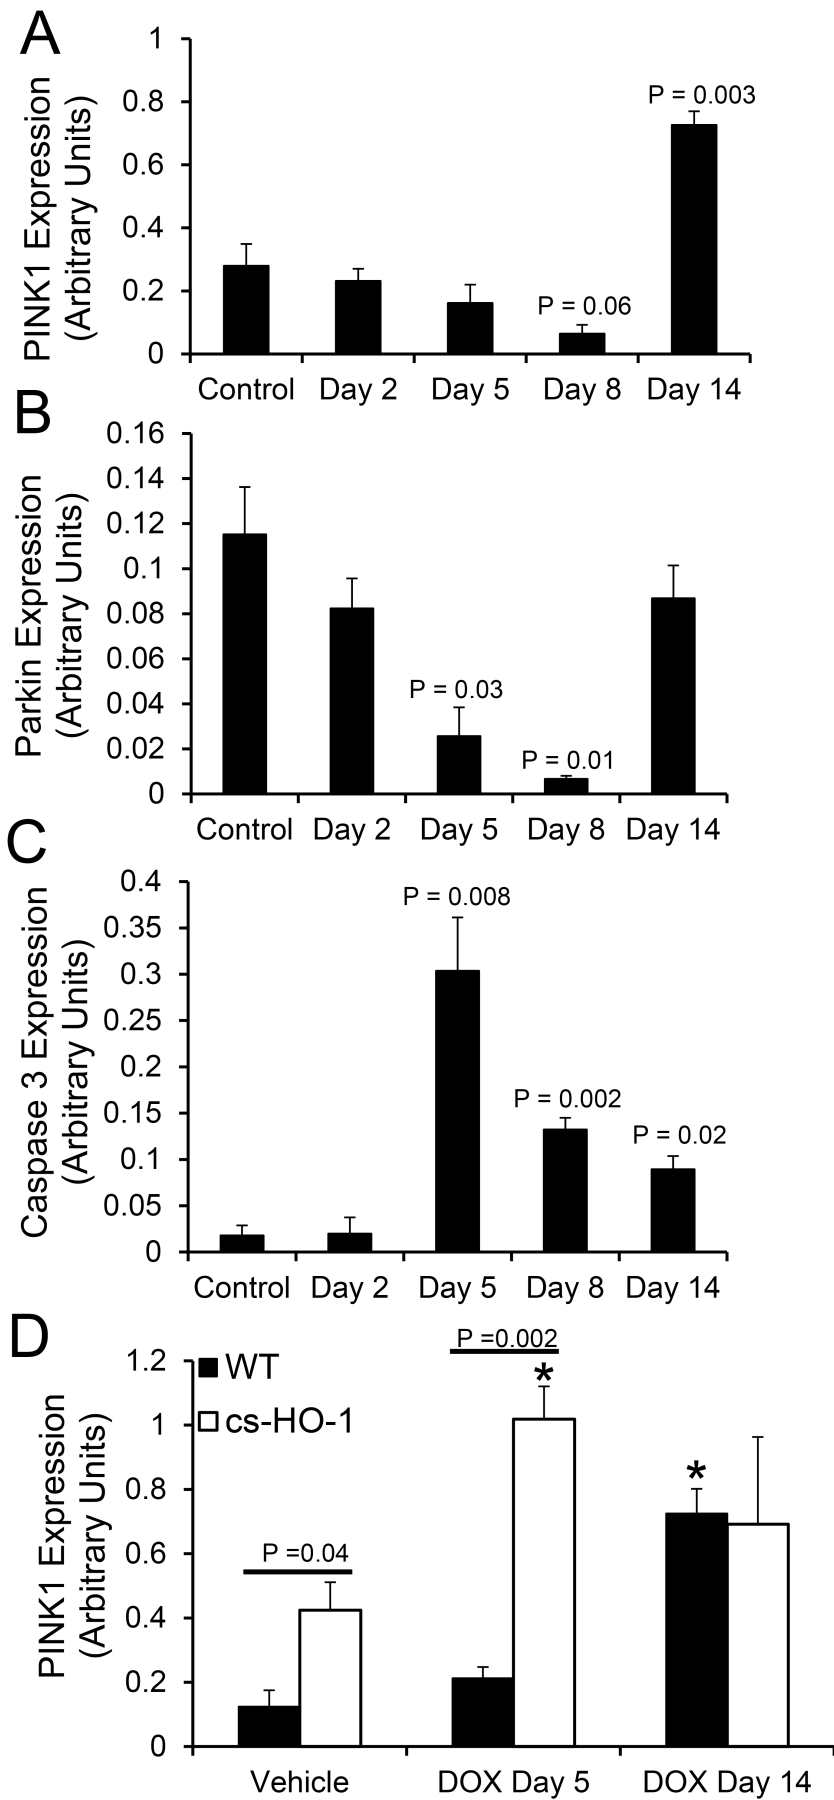 A
PINK1 Expression
(Arbitrary Units)
1
0.8
0.6
0.4
0.2
0
P = 0.06
P = 0.003
Control Day 2 Day 5 Day 8 Day 14
B
Parkin Expression
(Arbitrary Units)
0.16
0.14
0.12
0.1
0.08
0.06
0.04
0.02
0
P = 0.03
P = 0.01
Control Day 2 Day 5 Day 8 Day 14
C
Caspase 3 Expression
(Arbitrary Units)
0.4
0.35
0.3
0.25
0.2
0.15
0.1
0.05
0
P = 0.008
P = 0.002
P = 0.02
Control Day 2 Day 5 Day 8 Day 14
D
PINK1 Expression
(Arbitrary Units)
1.2
1
0.8
0.6
0.4
0.2
0
WT
cs-HO-1
P =0.04
P =0.002
*
*
Vehicle DOX Day 5 DOX Day 14